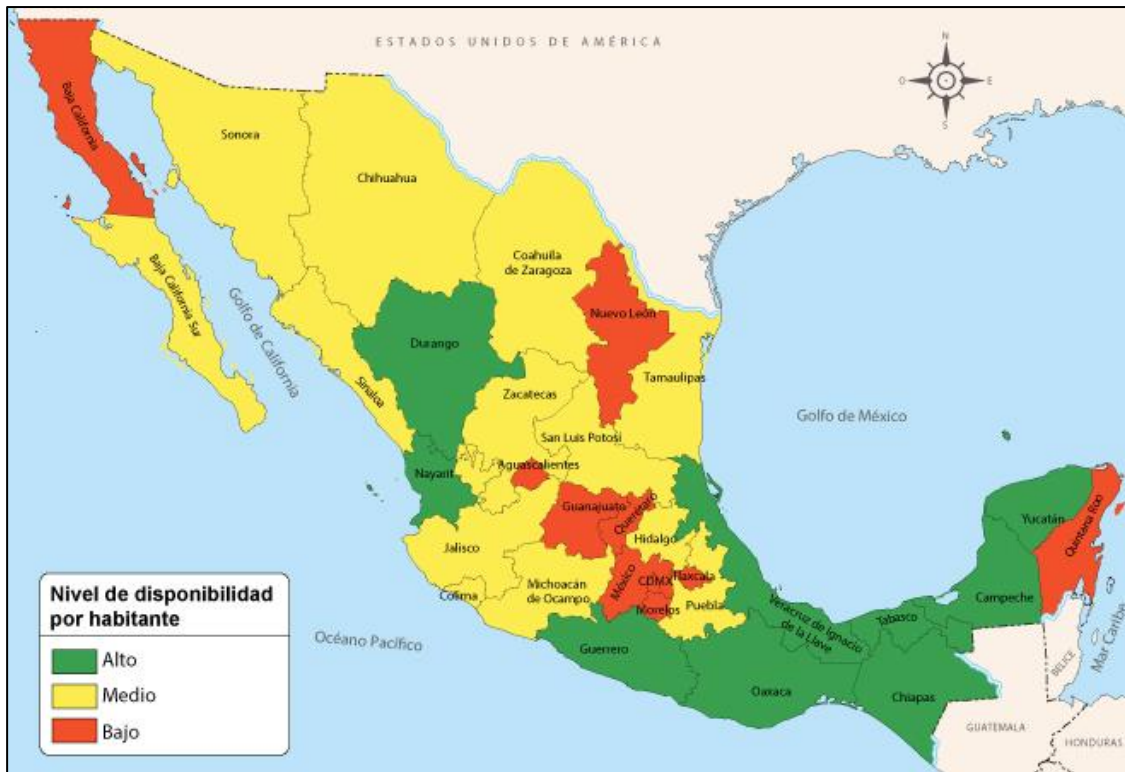 ESTADOS UNIDOS DE AMÉRICA
N
O
E
S
Baja California
Sonora
Chihuahua
Coahuila
de Zaragoza
Baja California Sur
Golfo de California
Nuevo León
Durango
Sinaloa
Tamaulipas
Zacatecas
Golfo de México
San Luis Potosí
Nayarit
Aguascalientes
Guanajuato
Querétaro
Hidalgo
Yucatán
Quintana Roo
Jalisco
México
CDMX
Tlaxcala
Colima
Michoacán
de Ocampo
Morelos
Puebla
Campeche
Veracruz de Ignacio
de la Llave
Tabasco
Océano Pacífico
Guerrero
Oaxaca
Chiapas
BELICE
Mar Caribe
GUATEMALA
HONDURAS
Nivel de disponibilidad
por habitante
Alto
Medio
Bajo